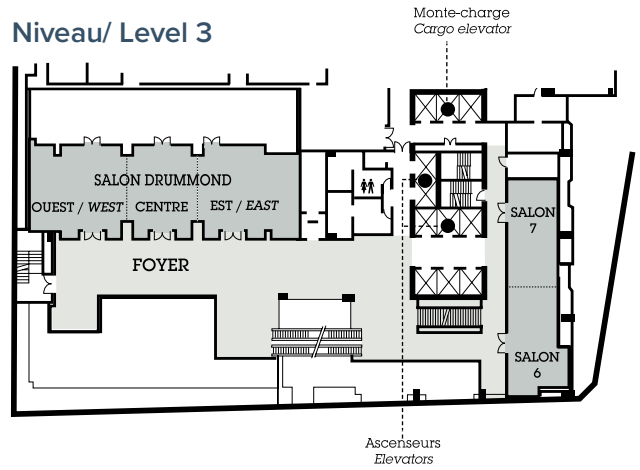 Niveau/ Level 3
Monte-charge
Cargo elevator
SALON DRUMMOND
OUEST / WEST CENTRE EST / EAST
SALON
7
FOYER
SALON
6
Ascenseurs
Elevators